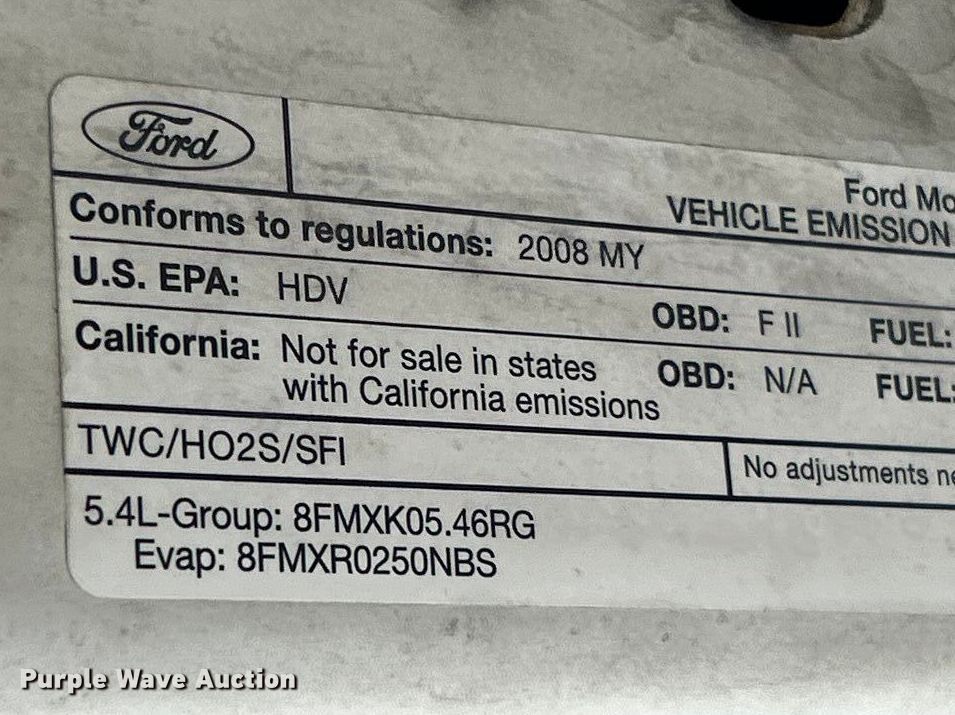 Ford
Ford Mo
VEHICLE EMISSION
Conforms to regulations: 2008 MY
U.S. EPA: HDV OBD: F II FUEL:
California: Not for sale in states with California emissions OBD: N/A FUEL:
TWC/HO2S/SFI No adjustments ne
5.4L-Group: 8FMXK05.46RG
Evap: 8FMXR0250NBS
Purple Wave Auction